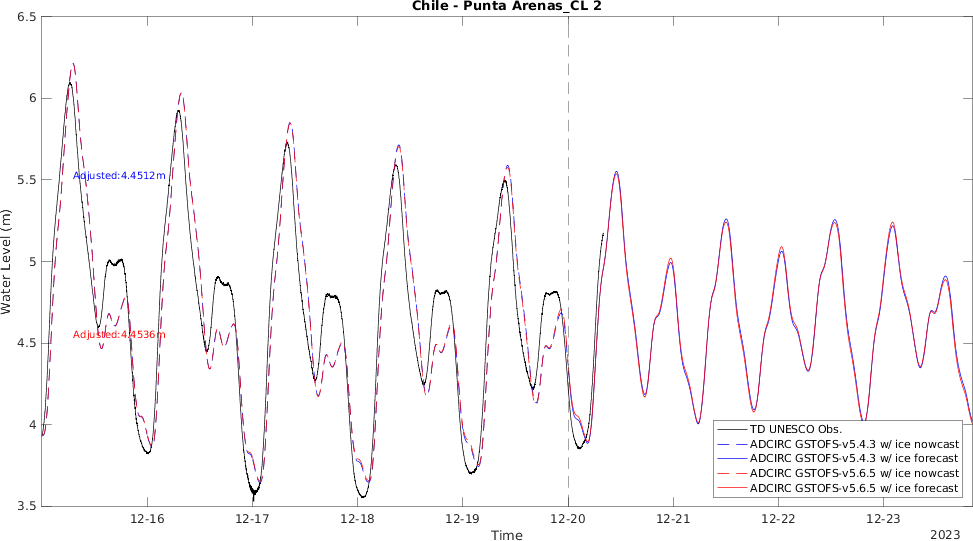 Chile - Punta Arenas_CL 2
6.5
6
5.5
5
4.5
4
3.5
Water Level (m)
Adjusted:4.4512m
Adjusted:4.4536m
TD UNESCO Obs.
ADCIRC GSTOFS-v5.4.3 w/ ice nowcast
ADCIRC GSTOFS-v5.4.3 w/ ice forecast
ADCIRC GSTOFS-v5.6.5 w/ ice nowcast
ADCIRC GSTOFS-v5.6.5 w/ ice forecast
12-16 12-17 12-18 12-19 12-20 12-21 12-22 12-23
Time
2023